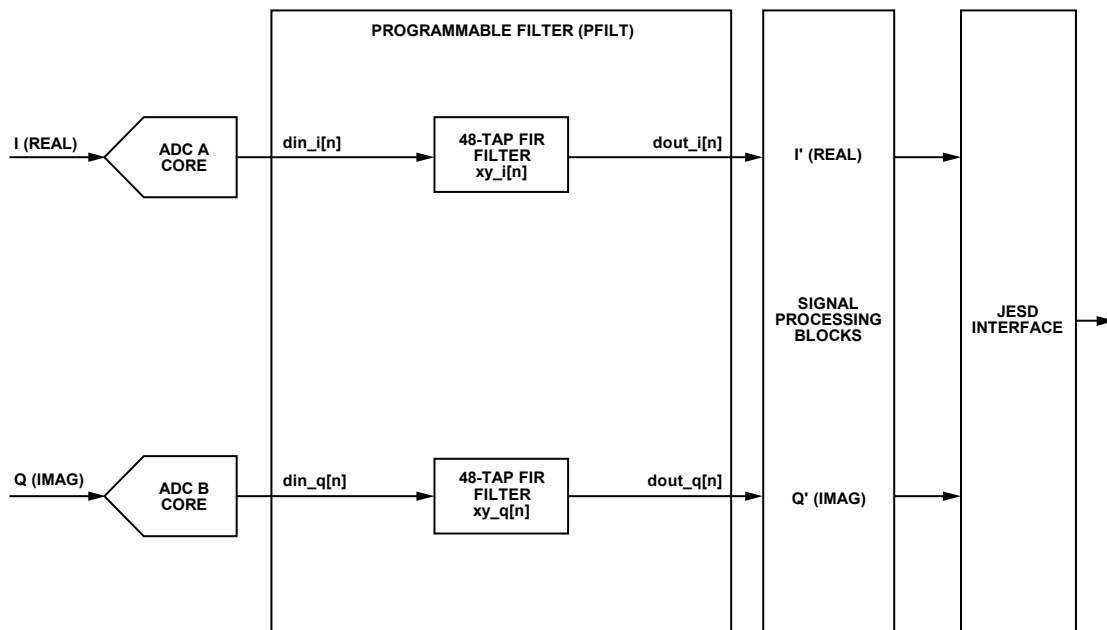 PROGRAMMABLE FILTER (PFILT)
I (REAL)
ADC A
CORE
din_i[n]
48-TAP FIR
FILTER
xy_i[n]
dout_i[n]
I' (REAL)
SIGNAL
PROCESSING
BLOCKS
JESD
INTERFACE
Q (IMAG)
ADC B
CORE
din_q[n]
48-TAP FIR
FILTER
xy_q[n]
dout_q[n]
Q' (IMAG)